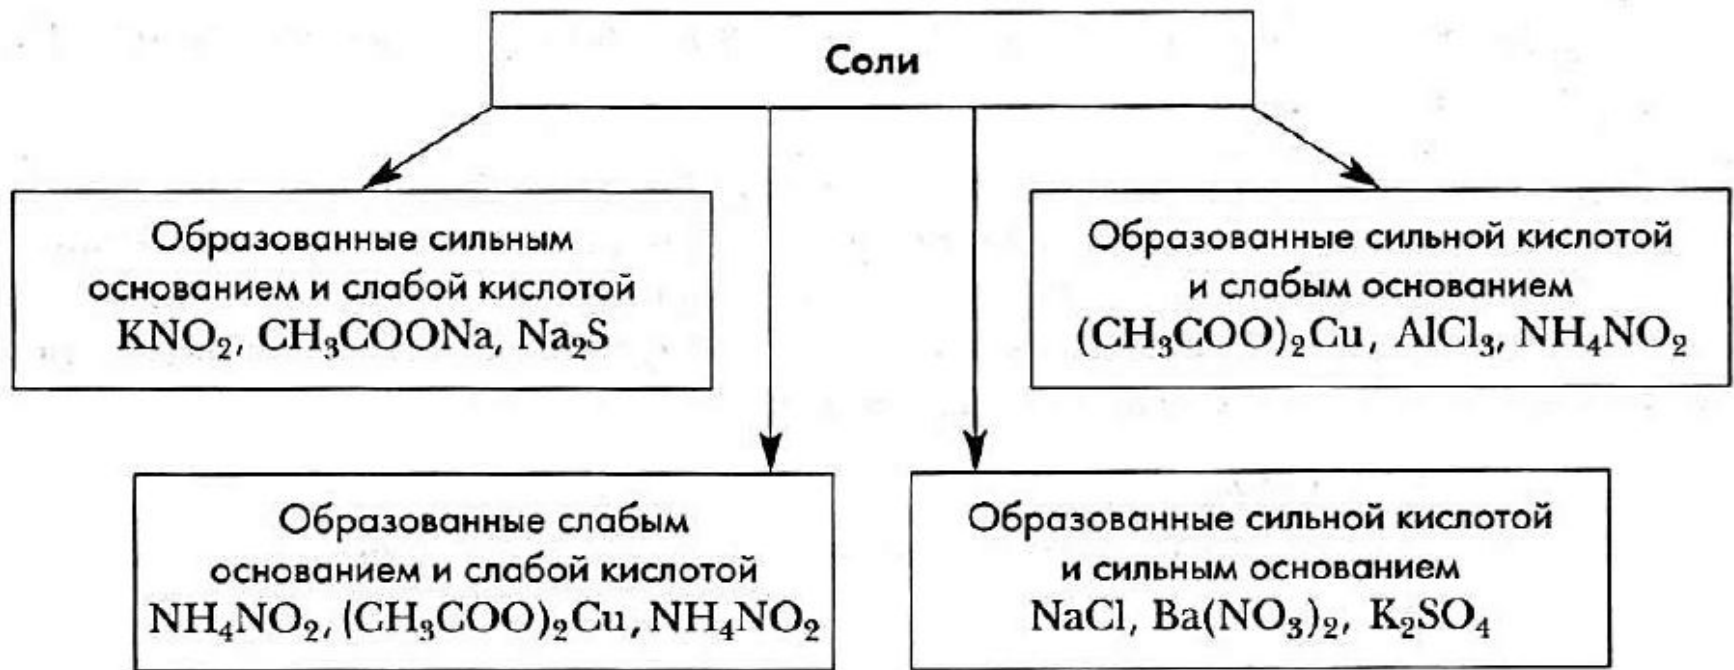 Соли
Образованные сильным
основанием и слабой кислотой
KNO₂, CH₃COONa, Na₂S
Образованные сильной кислотой
и слабым основанием
(CH₃COO)₂Cu, AlCl₃, NH₄NO₂
Образованные слабым
основанием и слабой кислотой
NH₄NO₂, (CH₃COO)₂Cu, NH₄NO₂
Образованные сильной кислотой
и сильным основанием
NaCl, Ba(NO₃)₂, K₂SO₄